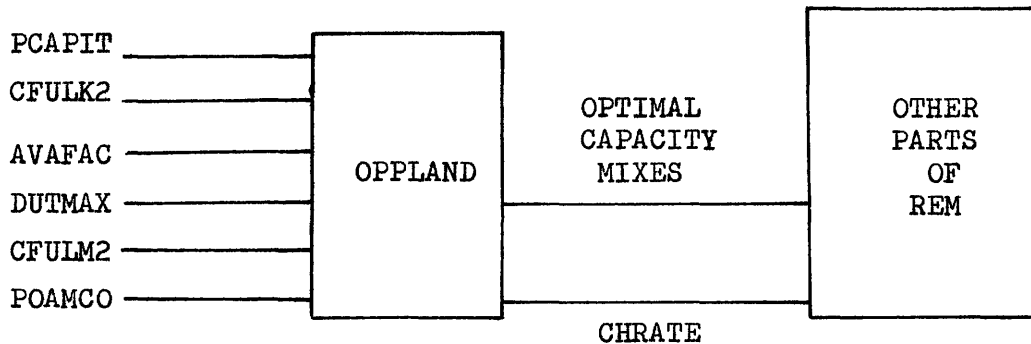 PCAPIT
CFULK2
AVAFAC
DUTMAX
CFULM2
POAMCO
OPPLAND
OPTIMAL
CAPACITY
MIXES
CHRATE
OTHER
PARTS
OF
REM